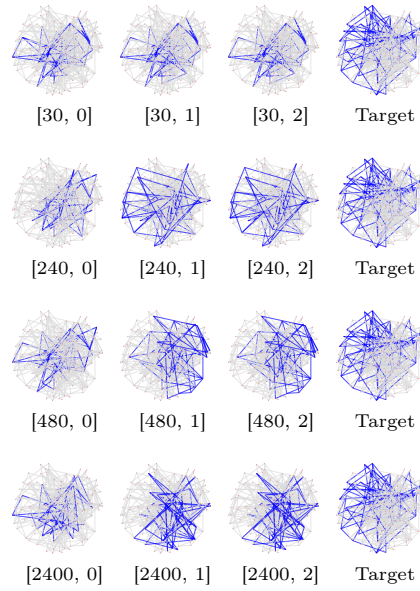 [30, 0] [30, 1] [30, 2] Target
[240, 0] [240, 1] [240, 2] Target
[480, 0] [480, 1] [480, 2] Target
[2400, 0] [2400, 1] [2400, 2] Target